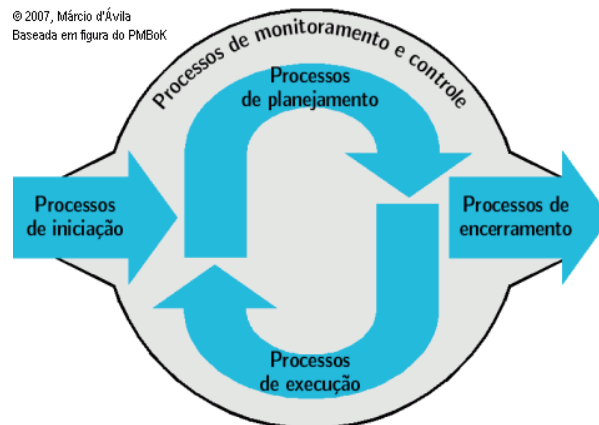 © 2007, Márcio d'Ávila
Baseada em figura do PMBoK
Processos de monitoramento e controle
Processos
de planejamento
Processos
de iniciação
Processos de
encerramento
Processos
de execução